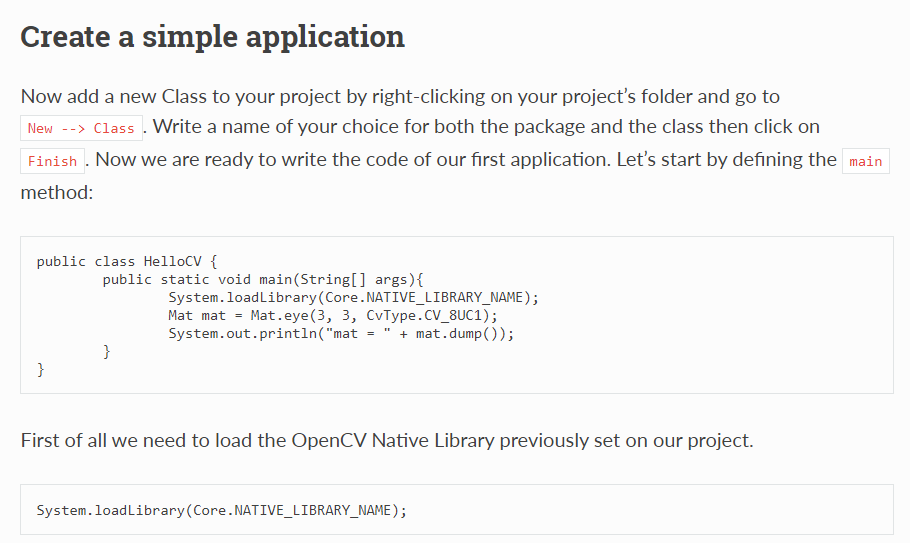 Create a simple application
Now add a new Class to your project by right-clicking on your project’s folder and go to
New --> Class . Write a name of your choice for both the package and the class then click on
Finish . Now we are ready to write the code of our first application. Let’s start by defining the main
method:
public class HelloCV {
        public static void main(String[] args){
                System.loadLibrary(Core.NATIVE_LIBRARY_NAME);
                Mat mat = Mat.eye(3, 3, CvType.CV_8UC1);
                System.out.println("mat = " + mat.dump());
        }
}
First of all we need to load the OpenCV Native Library previously set on our project.
System.loadLibrary(Core.NATIVE_LIBRARY_NAME);